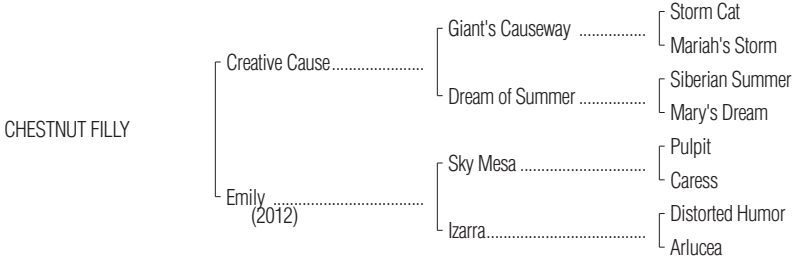 Storm Cat
Giant's Causeway ................
Mariah's Storm
Creative Cause.....................
Siberian Summer
Dream of Summer ................
Mary's Dream
CHESTNUT FILLY
Pulpit
Sky Mesa ..............................
Caress
Emily ...................................
(2012)
Distorted Humor
Izarra.....................................
Arlucea